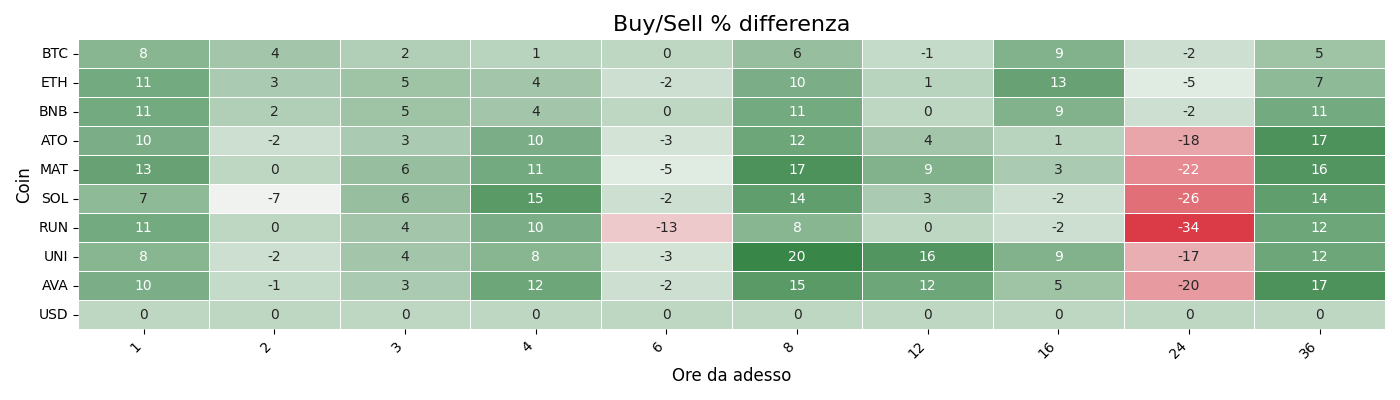 Buy/Sell % differenza
Coin
BTC 8 4 2 1 0 6 -1 9 -2 5
ETH 11 3 5 4 -2 10 1 13 -5 7
BNB 11 2 5 4 0 11 0 9 -2 11
ATO 10 -2 3 10 -3 12 4 1 -18 17
MAT 13 0 6 11 -5 17 9 3 -22 16
SOL 7 -7 6 15 -2 14 3 -2 -26 14
RUN 11 0 4 10 -13 8 0 -2 -34 12
UNI 8 -2 4 8 -3 20 16 9 -17 12
AVA 10 -1 3 12 -2 15 12 5 -20 17
USD 0 0 0 0 0 0 0 0 0 0
1 2 3 4 6 8 12 16 24 36
Ore da adesso